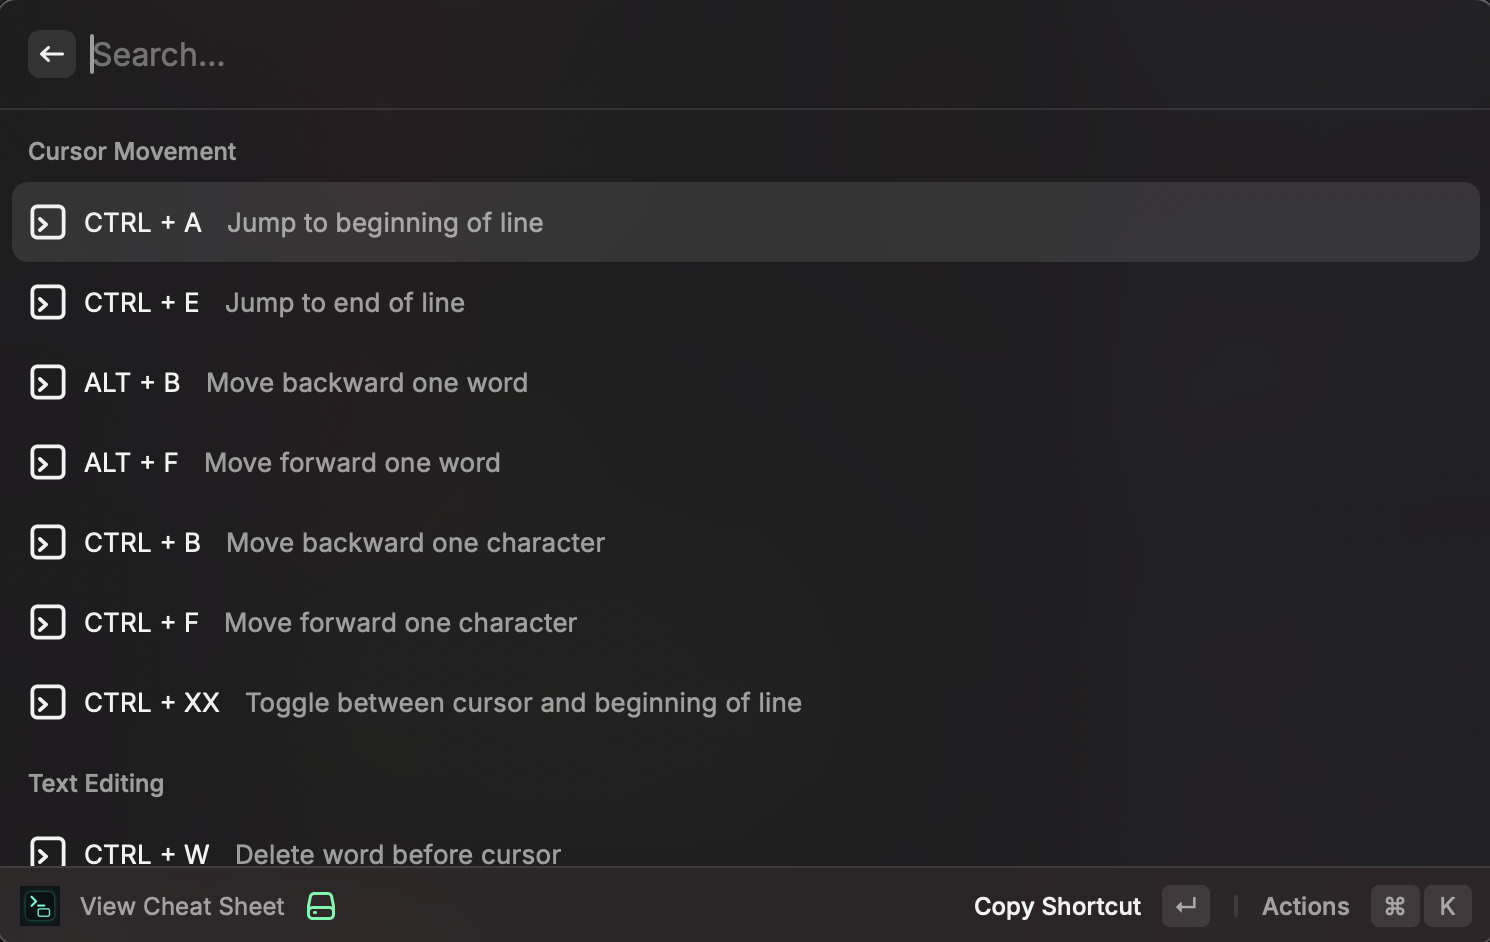 Search...
Cursor Movement
CTRL + A Jump to beginning of line
CTRL + E Jump to end of line
ALT + B Move backward one word
ALT + F Move forward one word
CTRL + B Move backward one character
CTRL + F Move forward one character
CTRL + XX Toggle between cursor and beginning of line
Text Editing
CTRL + W Delete word before cursor
View Cheat Sheet Copy Shortcut ↵ Actions ⌘ K